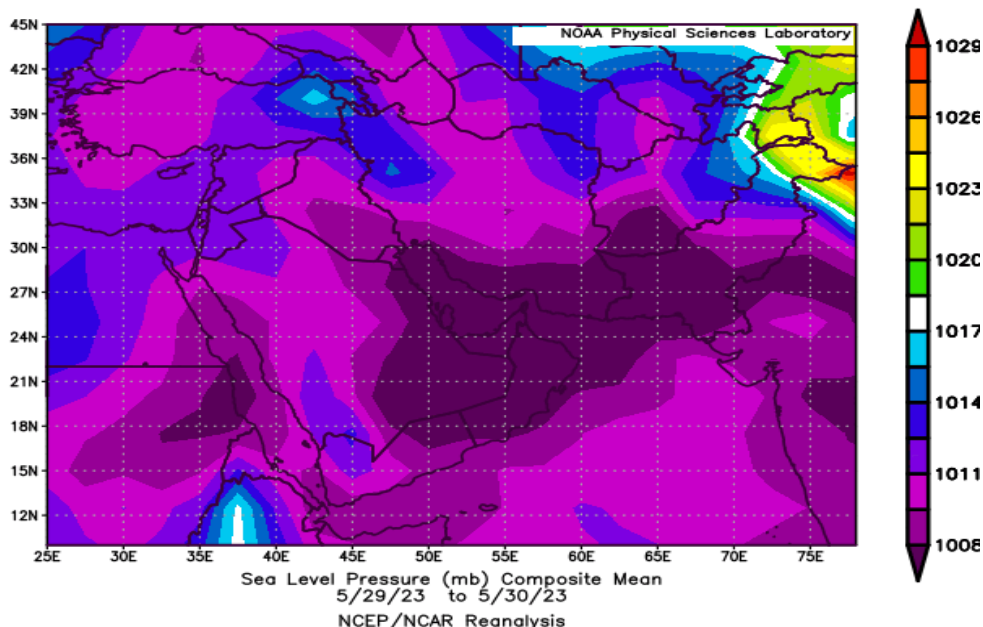 45N
NOAA Physical Sciences Laboratory
42N
39N
36N
33N
30N
27N
24N
21N
18N
15N
12N
25E 30E 35E 40E 45E 50E 55E 60E 65E 70E 75E
1029
1026
1023
1020
1017
1014
1011
1008
Sea Level Pressure (mb) Composite Mean
5/29/23 to 5/30/23
NCEP/NCAR Reanalysis